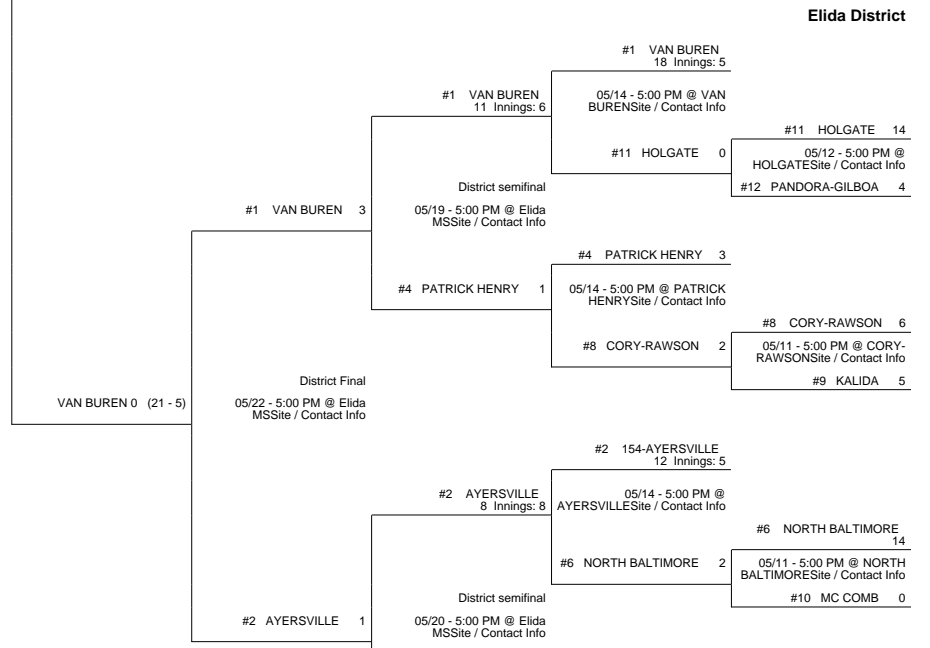 Elida District
#1 VAN BUREN
18 Innings: 5
#1 VAN BUREN
11 Innings: 6
05/14 - 5:00 PM @ VAN
BURENSite / Contact Info
#11 HOLGATE 14
#11 HOLGATE 0
05/12 - 5:00 PM @
HOLGATESite / Contact Info
District semifinal
#12 PANDORA-GILBOA 4
#1 VAN BUREN 3
05/19 - 5:00 PM @ Elida
MSSite / Contact Info
#4 PATRICK HENRY 3
#4 PATRICK HENRY 1
05/14 - 5:00 PM @ PATRICK
HENRYSite / Contact Info
#8 CORY-RAWSON 6
#8 CORY-RAWSON 2
05/11 - 5:00 PM @ CORY-
RAWSONSite / Contact Info
District Final
#9 KALIDA 5
VAN BUREN 0 (21 - 5)
05/22 - 5:00 PM @ Elida
MSSite / Contact Info
#2 154-AYERSVILLE
12 Innings: 5
#2 AYERSVILLE
8 Innings: 8
05/14 - 5:00 PM @
AYERSVILLESite / Contact Info
#6 NORTH BALTIMORE
14
#6 NORTH BALTIMORE 2
05/11 - 5:00 PM @ NORTH
BALTIMORESite / Contact Info
District semifinal
#10 MC COMB 0
#2 AYERSVILLE 1
05/20 - 5:00 PM @ Elida
MSSite / Contact Info